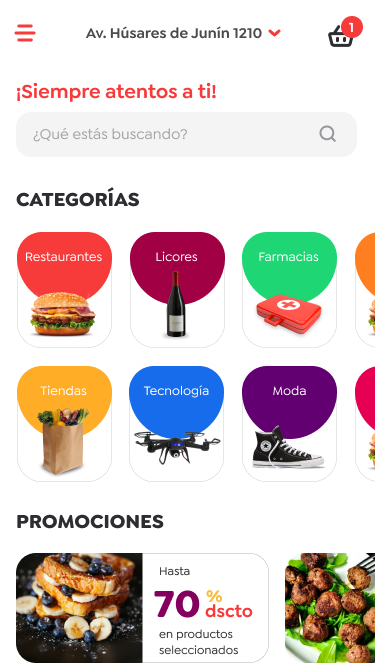 Av. Húsares de Junín 1210
1
¡Siempre atentos a ti!
¿Qué estás buscando?
CATEGORÍAS
Restaurantes
Licores
Farmacias
Tiendas
Tecnología
Moda
PROMOCIONES
Hasta
70 % dscto
en productos
seleccionados